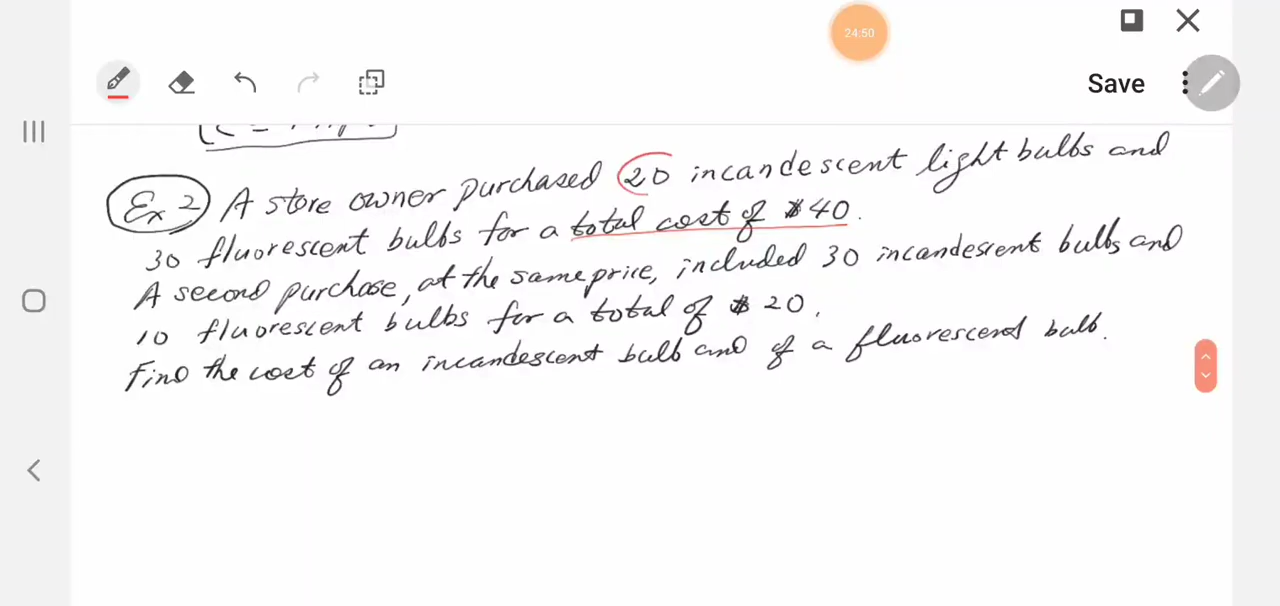 24:50
Save
Ex 2 A store owner purchased 20 incandescent light bulbs and
30 fluorescent bulbs for a total cost of $40.
A second purchase, at the same price, included 30 incandescent bulbs and
10 fluorescent bulbs for a total of $20.
Find the cost of an incandescent bulb and of a fluorescent bulb.